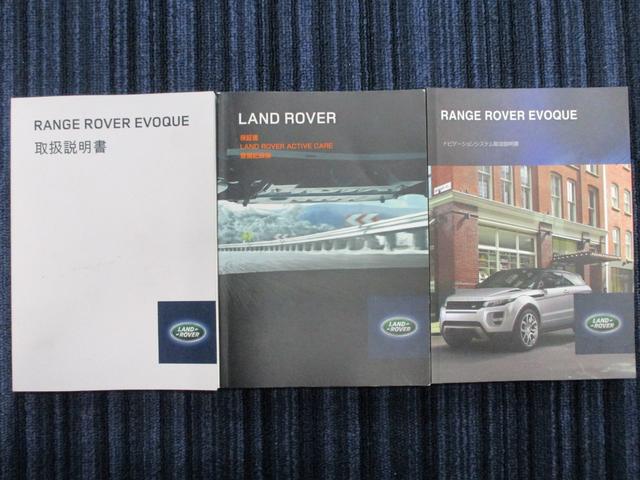 RANGE ROVER EVOQUE
取扱説明書
LAND ROVER
保証書
LAND ROVER ACTIVE CARE
整備記録簿
RANGE ROVER EVOQUE
ナビゲーションシステム取扱説明書
LAND-
-ROVER
LAND-
-ROVER
LAND-
-ROVER